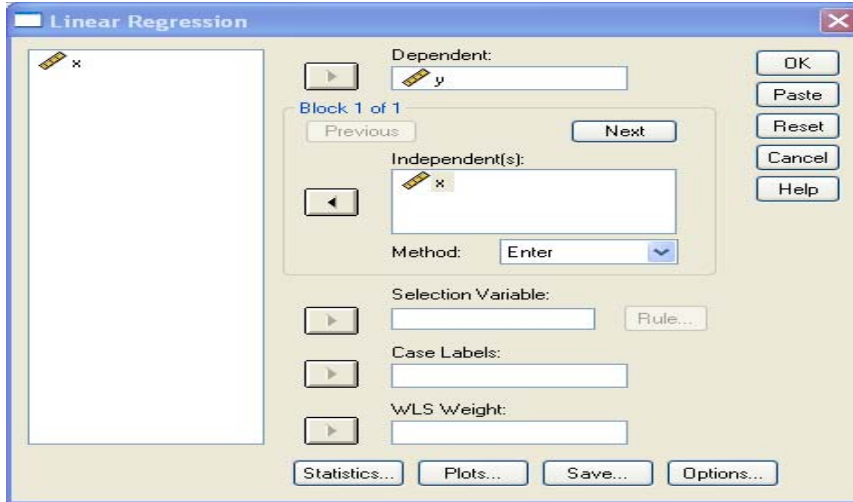 Linear Regression
x
Dependent:
y
OK
Paste
Reset
Cancel
Help
Block 1 of 1
Previous
Next
Independent(s):
x
Method:
Enter
Selection Variable:
Rule...
Case Labels:
WLS Weight:
Statistics...
Plots...
Save...
Options...